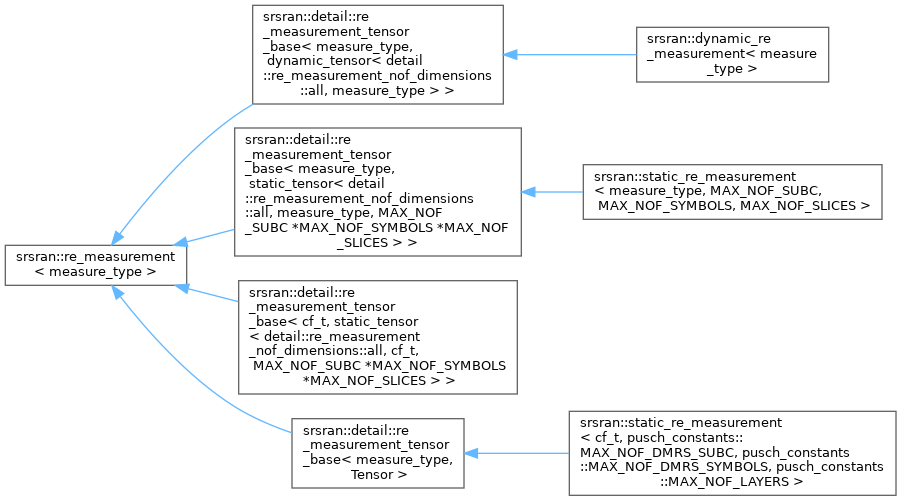 srsran::detail::re
_measurement_tensor
_base< measure_type,
dynamic_tensor< detail
::re_measurement_nof_dimensions
::all, measure_type > >
srsran::dynamic_re
_measurement< measure
_type >
srsran::detail::re
_measurement_tensor
_base< measure_type,
static_tensor< detail
::re_measurement_nof_dimensions
::all, measure_type, MAX_NOF
_SUBC *MAX_NOF_SYMBOLS *MAX_NOF
_SLICES > >
srsran::static_re_measurement
< measure_type, MAX_NOF_SUBC,
MAX_NOF_SYMBOLS, MAX_NOF_SLICES >
srsran::re_measurement
< measure_type >
srsran::detail::re
_measurement_tensor
_base< cf_t, static_tensor
< detail::re_measurement
_nof_dimensions::all, cf_t,
MAX_NOF_SUBC *MAX_NOF_SYMBOLS
*MAX_NOF_SLICES > >
srsran::detail::re
_measurement_tensor
_base< measure_type,
Tensor >
srsran::static_re_measurement
< cf_t, pusch_constants::
MAX_NOF_DMRS_SUBC, pusch_constants
::MAX_NOF_DMRS_SYMBOLS, pusch_constants
::MAX_NOF_LAYERS >